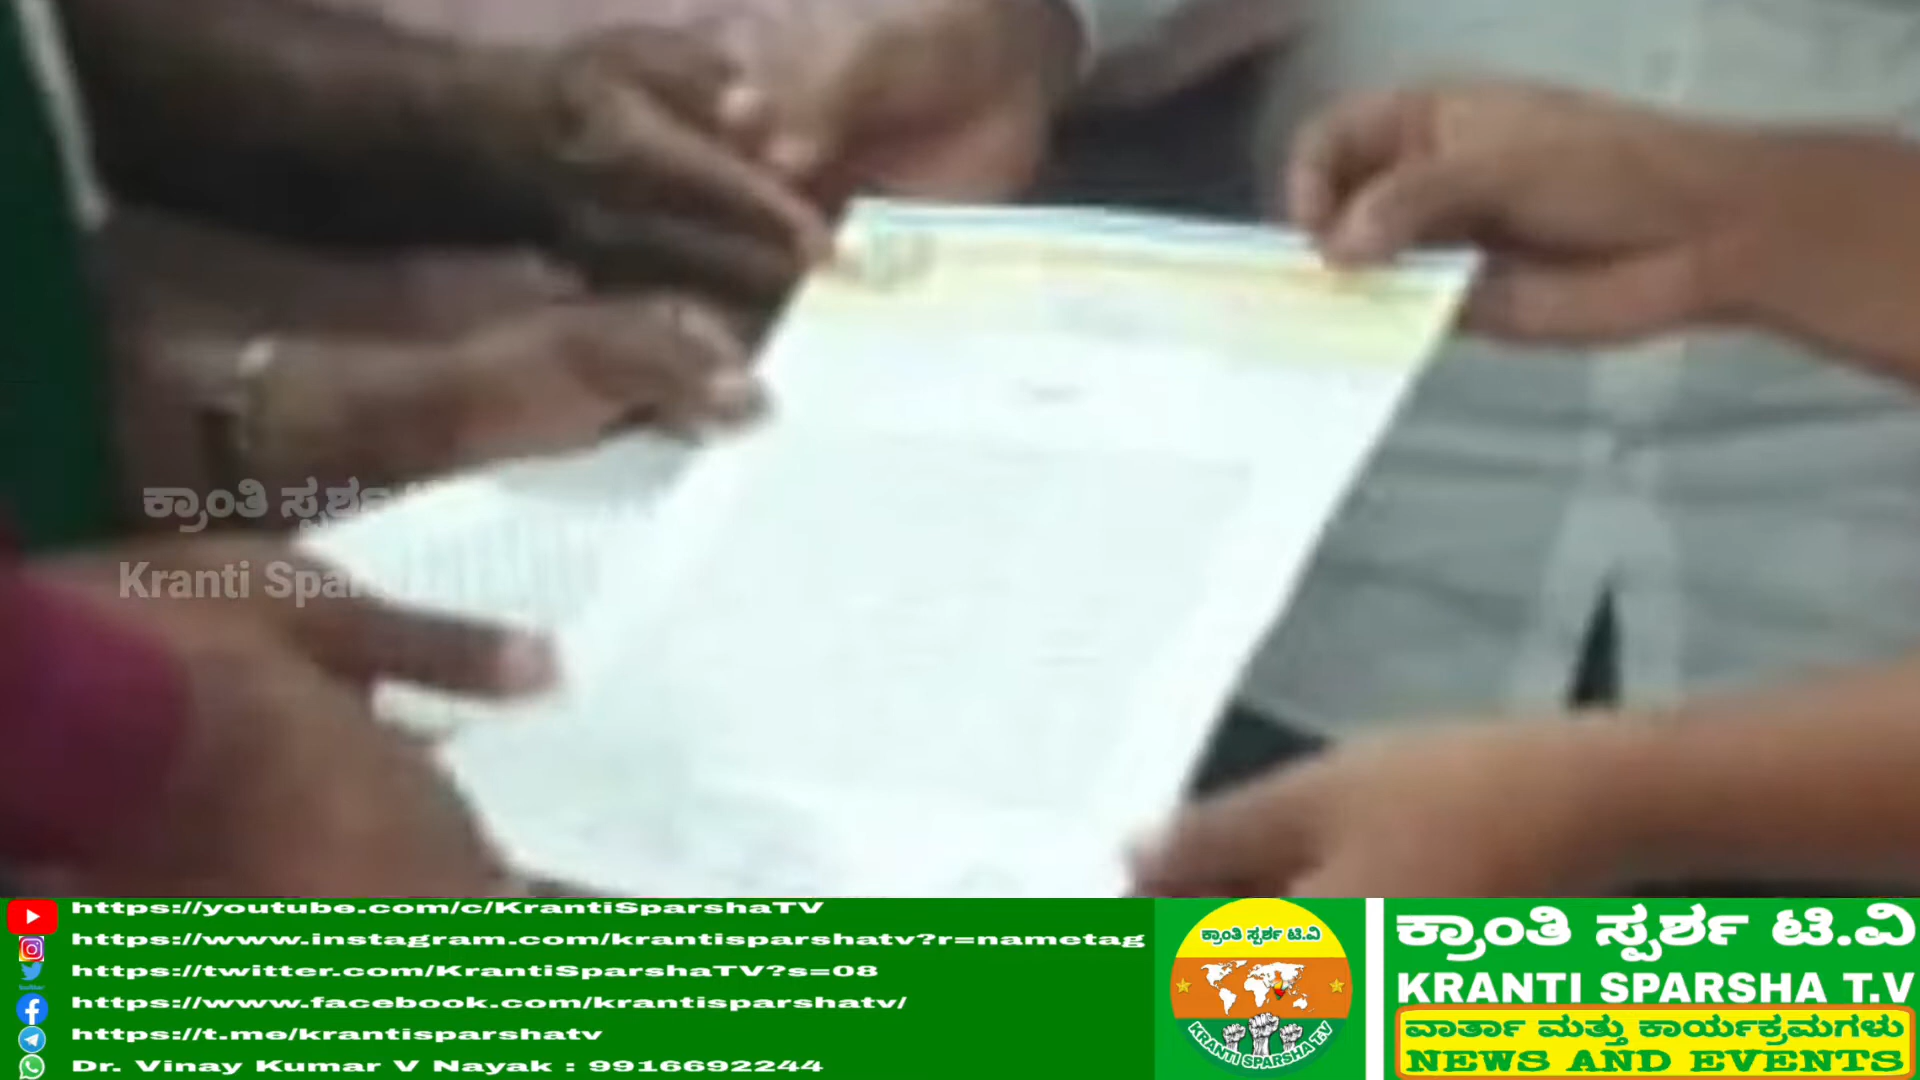 ಕ್ರಾಂತಿ ಸ್ಪರ್ಶ
Kranti Spar
https://youtube.com/c/KrantiSparshaTV
https://www.instagram.com/krantisparshatv?r=nametag
https://twitter.com/KrantiSparshaTV?s=08
https://www.facebook.com/krantisparshatv/
https://t.me/krantisparshatv
Dr. Vinay Kumar V Nayak : 9916692244
ಕ್ರಾಂತಿ ಸ್ಪರ್ಶ ಟಿ.ವಿ
KRANTI SPARSHA TV
ಕ್ರಾಂತಿ ಸ್ಪರ್ಶ ಟಿ.ವಿ
KRANTI SPARSHA T.V
ವಾರ್ತಾ ಮತ್ತು ಕಾರ್ಯಕ್ರಮಗಳು
NEWS AND EVENTS